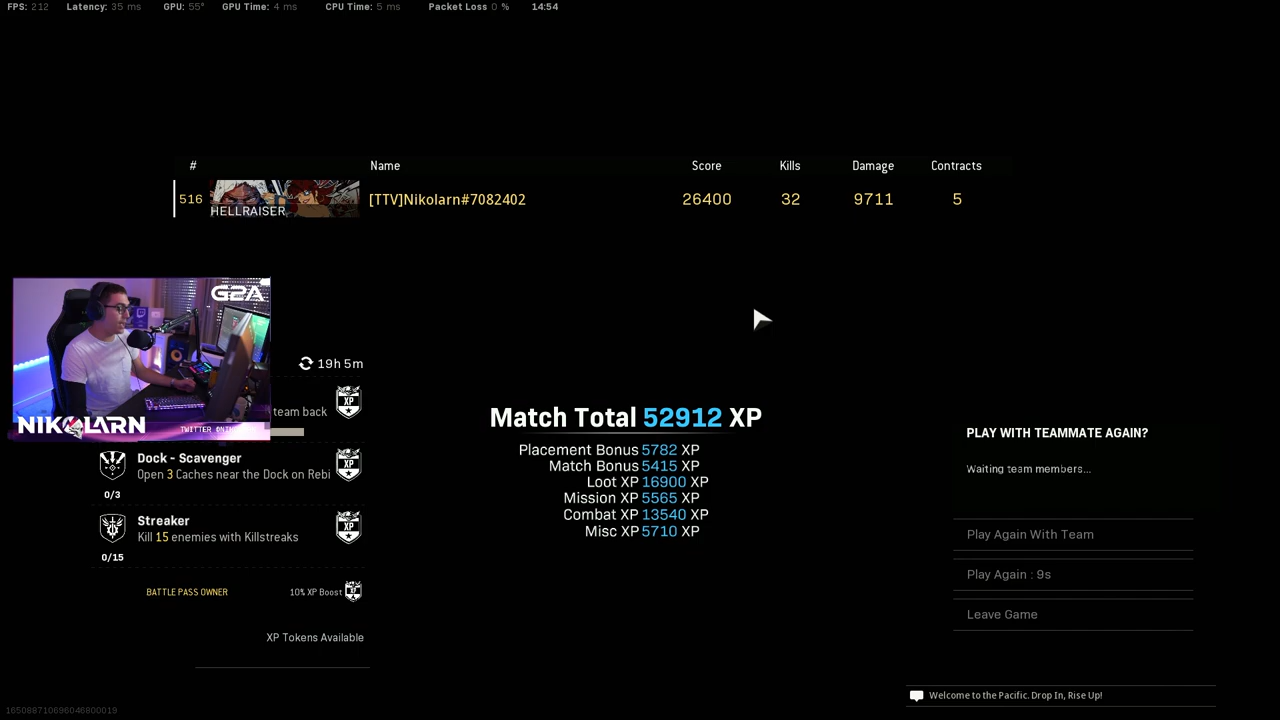 FPS: 212 Latency: 35 ms GPU: 55° GPU Time: 4 ms CPU Time: 5 ms Packet Loss 0 % 14:54
# Name Score Kills Damage Contracts
516 HELLRAISER [TTV]Nikolarn#7082402 26400 32 9711 5
G2A
NIKOLARN
19h 5m
team back
XP
Dock - Scavenger
Open 3 Caches near the Dock on Rebi
XP
0/3
Streaker
Kill 15 enemies with Killstreaks
XP
0/15
BATTLE PASS OWNER 10% XP Boost
XP Tokens Available
Match Total 52912 XP
Placement Bonus 5782 XP
Match Bonus 5415 XP
Loot XP 16900 XP
Mission XP 5565 XP
Combat XP 13540 XP
Misc XP 5710 XP
PLAY WITH TEAMMATE AGAIN?
Waiting team members...
Play Again With Team
Play Again : 9s
Leave Game
Welcome to the Pacific. Drop In, Rise Up!